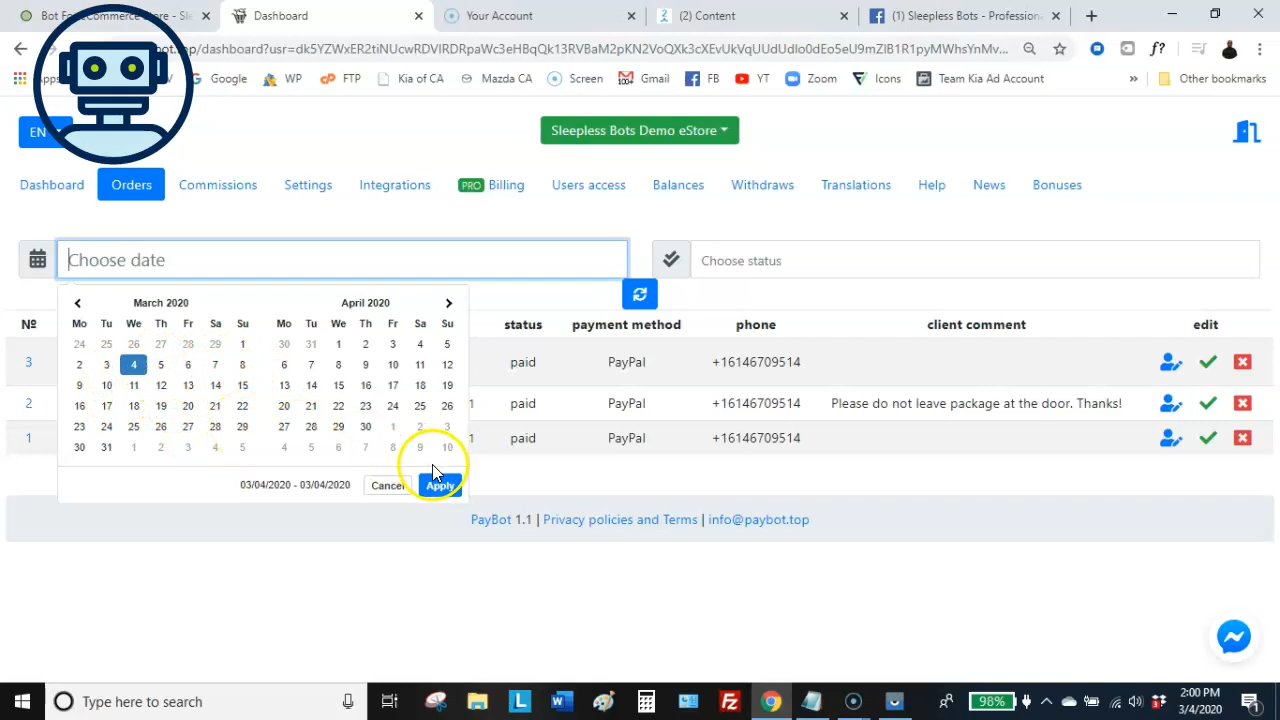 Bot For eCommerce Store - Sl
Dashboard
Your Account
(2) Content
(1) Sleepless Bots - Profession
ot.top/dashboard?usr=dk5YZWxER2tiNUcwRDVlRDRpaWc3eHBqQk13RVBaM2pKN2VoQXk3cXEvUkVqUUdUdlo0dEo5eU9mZlB1R1pyMWhsYnMv...
Google
WP
FTP
Kia of CA
Mazda CA
Screen
Gmail
FB
YT
Zoom
Icons
Team Kia Ad Account
Other bookmarks
EN
Sleepless Bots Demo eStore
Dashboard
Orders
Commissions
Settings
Integrations
PRO Billing
Users access
Balances
Withdraws
Translations
Help
News
Bonuses
Choose date
Choose status
March 2020
April 2020
Mo Tu We Th Fr Sa Su
24 25 26 27 28 29 1
2 3 4 5 6 7 8
9 10 11 12 13 14 15
16 17 18 19 20 21 22
23 24 25 26 27 28 29
30 31 1 2 3 4 5
Mo Tu We Th Fr Sa Su
30 31 1 2 3 4 5
6 7 8 9 10 11 12
13 14 15 16 17 18 19
20 21 22 23 24 25 26
27 28 29 30 1 2 3
4 5 6 7 8 9 10
03/04/2020 - 03/04/2020
Cancel
Apply
№ status payment method phone client comment edit
3 paid PayPal +16146709514
2 1 paid PayPal +16146709514 Please do not leave package at the door. Thanks!
1 1 paid PayPal +16146709514
PayBot 1.1 | Privacy policies and Terms | info@paybot.top
Type here to search
98%
2:00 PM
3/4/2020